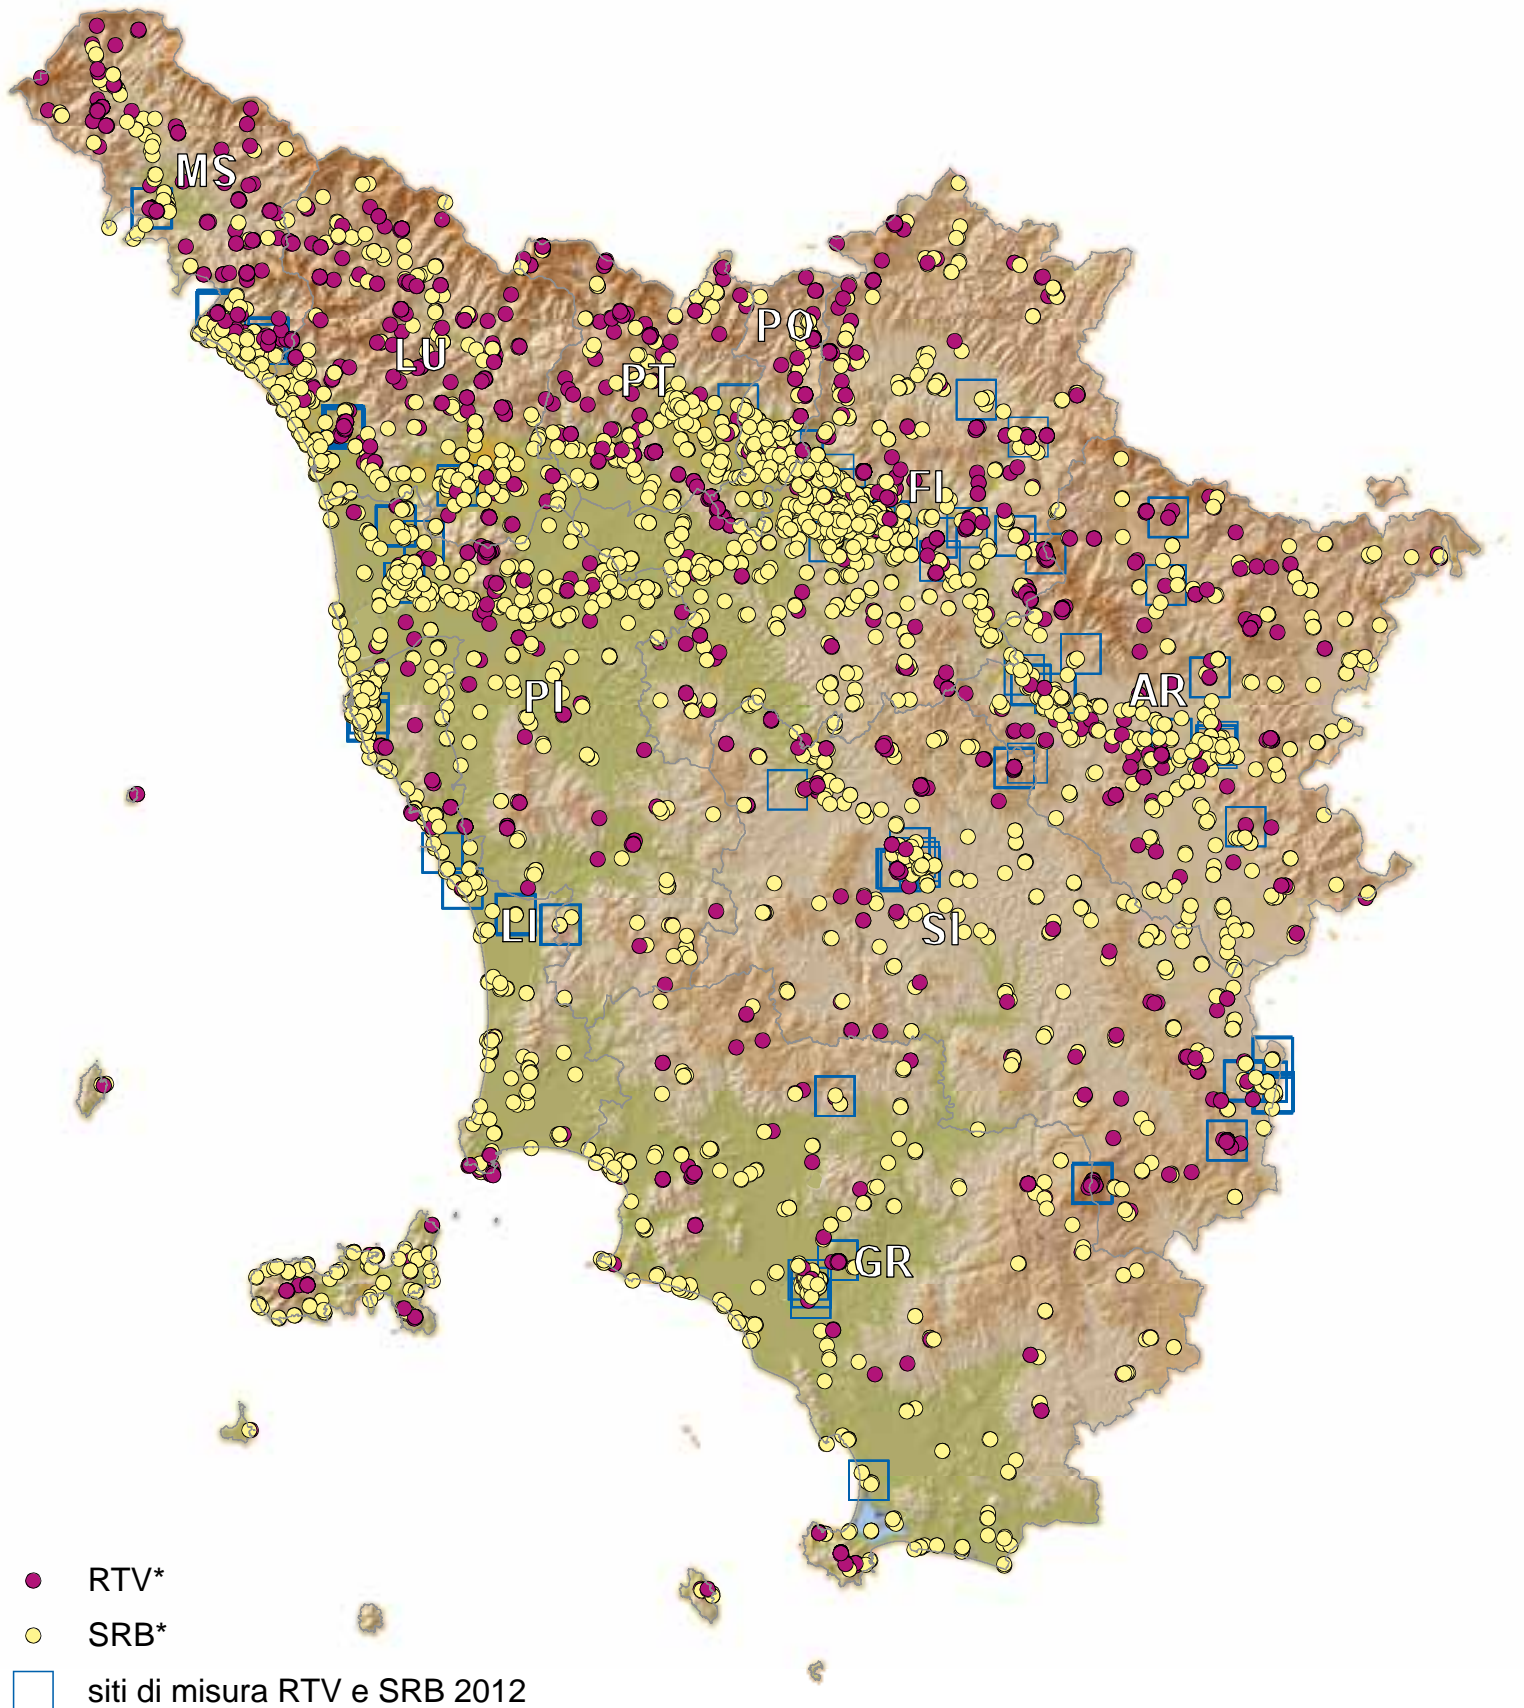 MS
PO
LU
PT
FI
AR
PI
LI
SI
GR
RTV*
SRB*
siti di misura RTV e SRB 2012